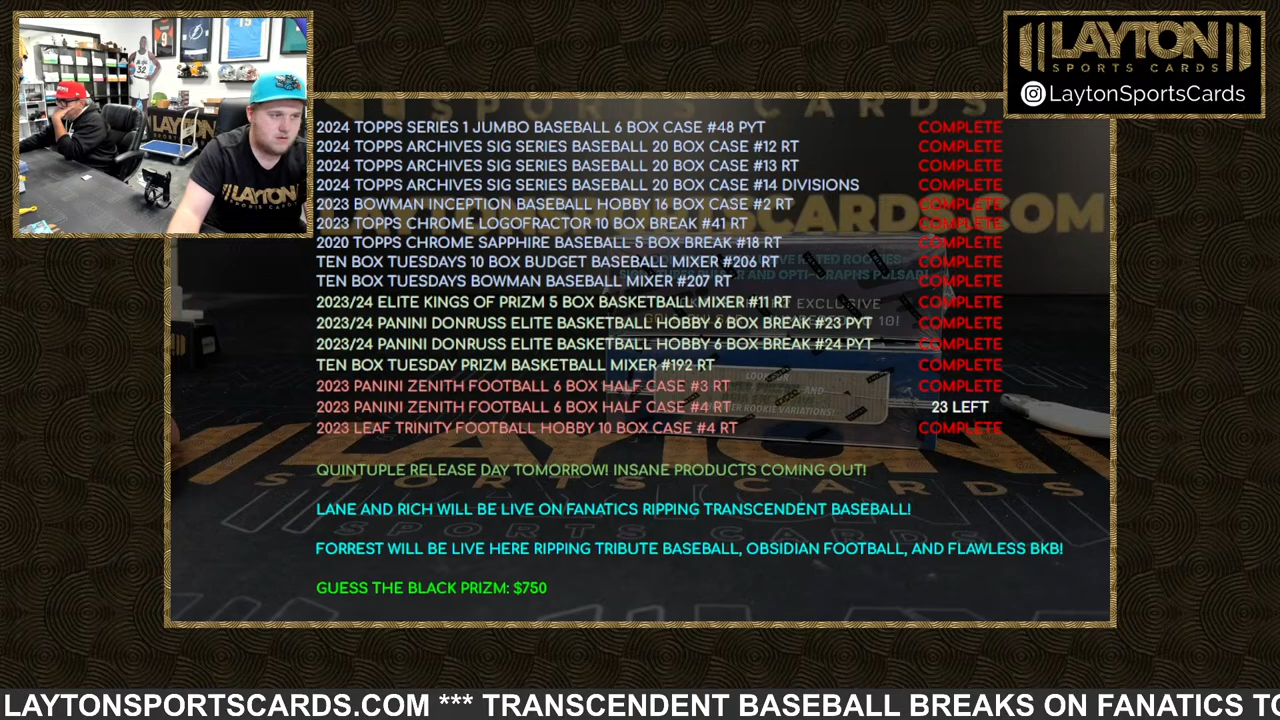 LAYTON
SPORTS CARDS
LaytonSportsCards
2024 TOPPS SERIES 1 JUMBO BASEBALL 6 BOX CASE #48 PYT COMPLETE
2024 TOPPS ARCHIVES SIG SERIES BASEBALL 20 BOX CASE #12 RT COMPLETE
2024 TOPPS ARCHIVES SIG SERIES BASEBALL 20 BOX CASE #13 RT COMPLETE
2024 TOPPS ARCHIVES SIG SERIES BASEBALL 20 BOX CASE #14 DIVISIONS COMPLETE
2023 BOWMAN INCEPTION BASEBALL HOBBY 16 BOX CASE #2 RT COMPLETE
2023 TOPPS CHROME LOGOFRACTOR 10 BOX BREAK #41 RT COMPLETE
2020 TOPPS CHROME SAPPHIRE BASEBALL 5 BOX BREAK #18 RT COMPLETE
TEN BOX TUESDAYS 10 BOX BUDGET BASEBALL MIXER #206 RT COMPLETE
TEN BOX TUESDAYS BOWMAN BASEBALL MIXER #207 RT COMPLETE
2023/24 ELITE KINGS OF PRIZM 5 BOX BASKETBALL MIXER #11 RT COMPLETE
2023/24 PANINI DONRUSS ELITE BASKETBALL HOBBY 6 BOX BREAK #23 PYT COMPLETE
2023/24 PANINI DONRUSS ELITE BASKETBALL HOBBY 6 BOX BREAK #24 PYT COMPLETE
TEN BOX TUESDAY PRIZM BASKETBALL MIXER #192 RT COMPLETE
2023 PANINI ZENITH FOOTBALL 6 BOX HALF CASE #3 RT COMPLETE
2023 PANINI ZENITH FOOTBALL 6 BOX HALF CASE #4 RT 23 LEFT
2023 LEAF TRINITY FOOTBALL HOBBY 10 BOX CASE #4 RT COMPLETE
QUINTUPLE RELEASE DAY TOMORROW! INSANE PRODUCTS COMING OUT!
LANE AND RICH WILL BE LIVE ON FANATICS RIPPING TRANSCENDENT BASEBALL!
FORREST WILL BE LIVE HERE RIPPING TRIBUTE BASEBALL, OBSIDIAN FOOTBALL, AND FLAWLESS BKB!
GUESS THE BLACK PRIZM: $750
LAYTONSPORTSCARDS.COM *** TRANSCENDENT BASEBALL BREAKS ON FANATICS TO